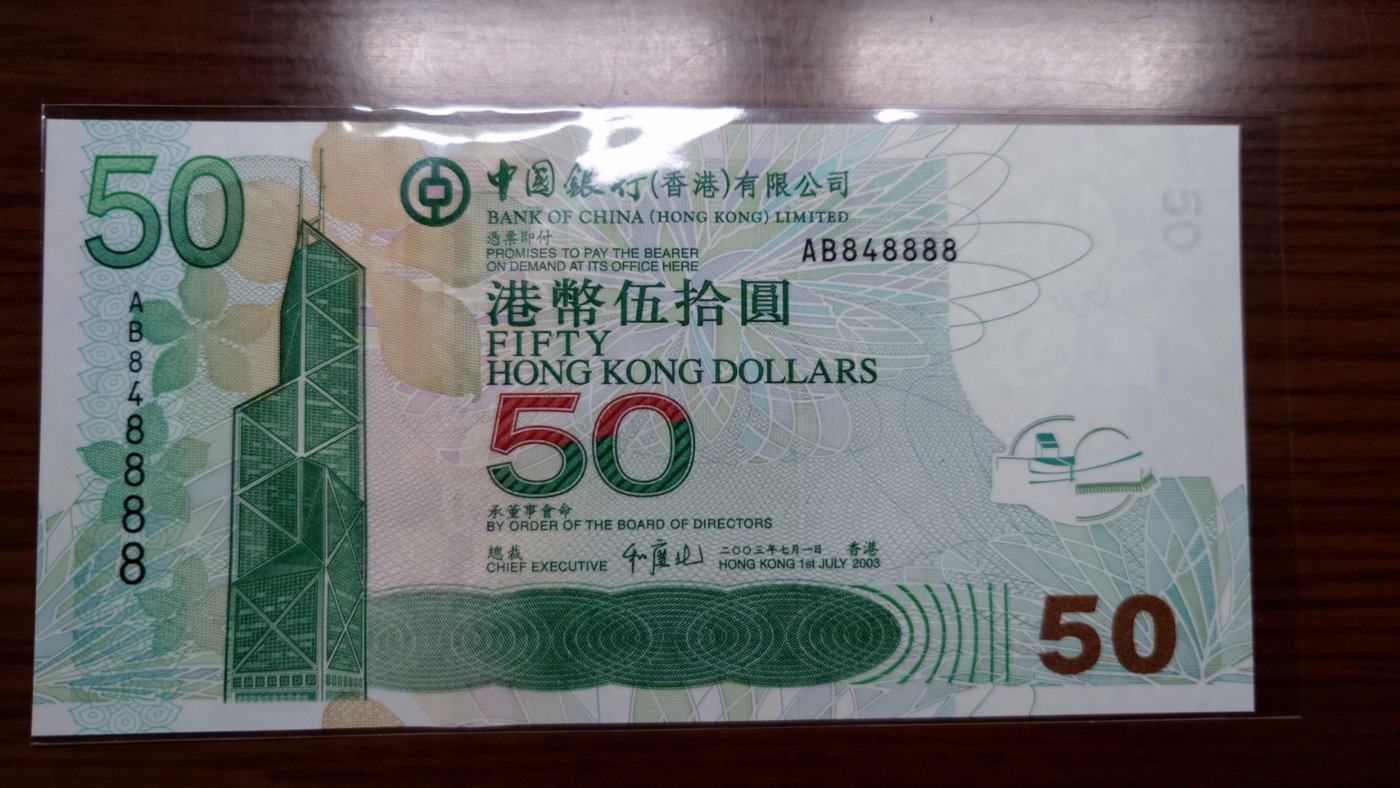 50
中国銀行(香港)有限公司
BANK OF CHINA (HONG KONG) LIMITED
憑票即付
PROMISES TO PAY THE BEARER
ON DEMAND AT ITS OFFICE HERE
AB848888
AB848888
港幣伍拾圓
FIFTY
HONG KONG DOLLARS
50
承董事會命
BY ORDER OF THE BOARD OF DIRECTORS
總裁
CHIEF EXECUTIVE
和廣北
二〇〇三年七月一日 香港
HONG KONG 1st JULY 2003
50
50